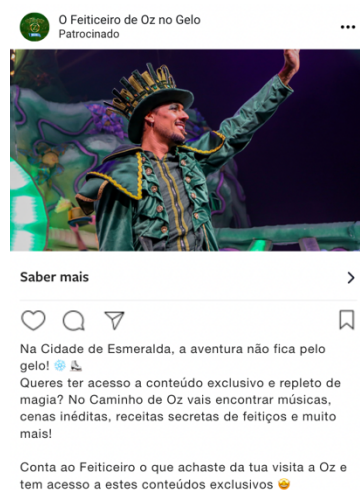 O Feiticeiro de Oz no Gelo
Patrocinado
Saber mais
Na Cidade de Esmeralda, a aventura não fica pelo
gelo! ❄️ ⛸️
Queres ter acesso a conteúdo exclusivo e repleto de
magia? No Caminho de Oz vais encontrar músicas,
cenas inéditas, receitas secretas de feitiços e muito
mais!
Conta ao Feiticeiro o que achaste da tua visita a Oz e
tem acesso a estes conteúdos exclusivos 🤩